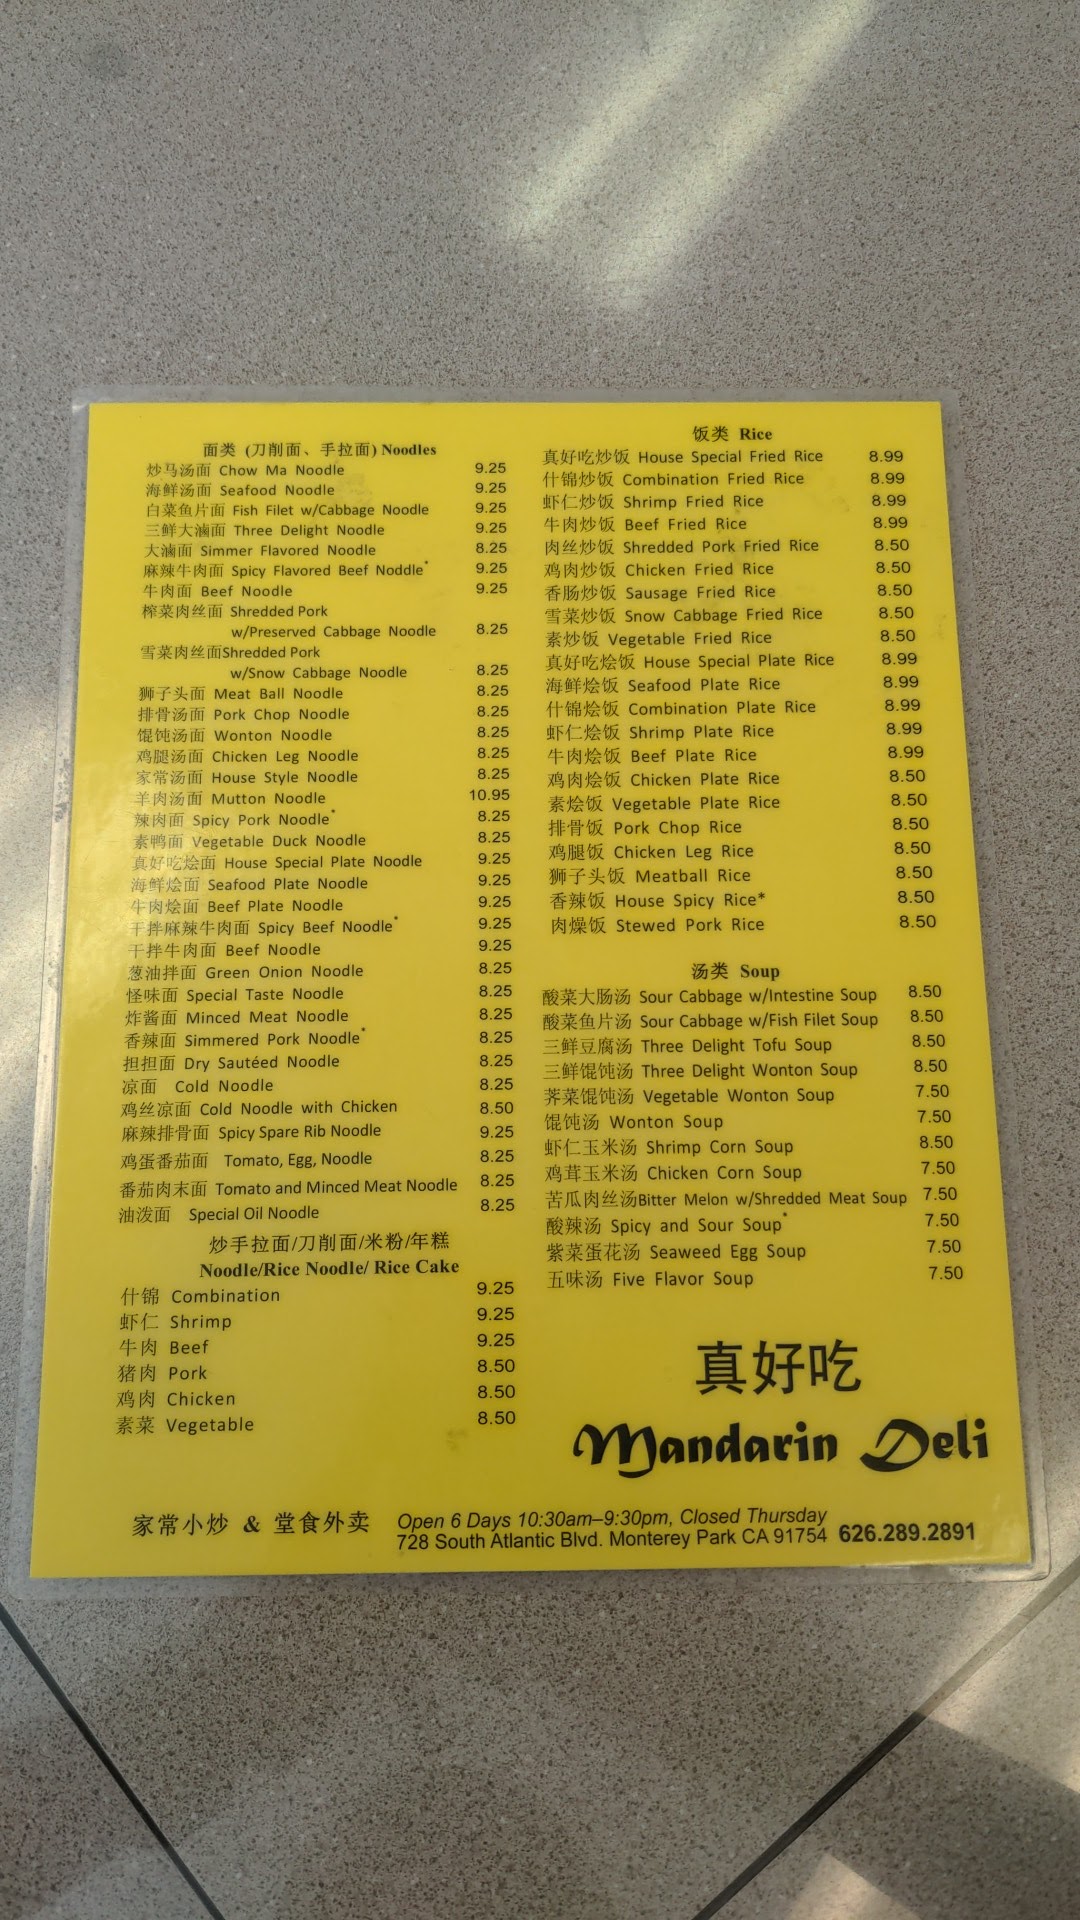 面类 (刀削面、手拉面) Noodles
炒马汤面 Chow Ma Noodle 9.25
海鲜汤面 Seafood Noodle 9.25
白菜鱼片面 Fish Filet w/Cabbage Noodle 9.25
三鲜大滷面 Three Delight Noodle 9.25
大滷面 Simmer Flavored Noodle 8.25
麻辣牛肉面 Spicy Flavored Beef Noddle* 9.25
牛肉面 Beef Noodle 9.25
榨菜肉丝面 Shredded Pork
w/Preserved Cabbage Noodle 8.25
雪菜肉丝面Shredded Pork
w/Snow Cabbage Noodle 8.25
狮子头面 Meat Ball Noodle 8.25
排骨汤面 Pork Chop Noodle 8.25
馄饨汤面 Wonton Noodle 8.25
鸡腿汤面 Chicken Leg Noodle 8.25
家常汤面 House Style Noodle 8.25
羊肉汤面 Mutton Noodle 10.95
辣肉面 Spicy Pork Noodle* 8.25
素鸭面 Vegetable Duck Noodle 8.25
真好吃烩面 House Special Plate Noodle 9.25
海鲜烩面 Seafood Plate Noodle 9.25
牛肉烩面 Beef Plate Noodle 9.25
干拌麻辣牛肉面 Spicy Beef Noodle* 9.25
干拌牛肉面 Beef Noodle 9.25
葱油拌面 Green Onion Noodle 8.25
怪味面 Special Taste Noodle 8.25
炸酱面 Minced Meat Noodle 8.25
香辣面 Simmered Pork Noodle* 8.25
担担面 Dry Sautéed Noodle 8.25
凉面 Cold Noodle 8.25
鸡丝凉面 Cold Noodle with Chicken 8.50
麻辣排骨面 Spicy Spare Rib Noodle 9.25
鸡蛋番茄面 Tomato, Egg, Noodle 8.25
番茄肉末面 Tomato and Minced Meat Noodle 8.25
油泼面 Special Oil Noodle 8.25
炒手拉面/刀削面/米粉/年糕
Noodle/Rice Noodle/ Rice Cake
什锦 Combination 9.25
虾仁 Shrimp 9.25
牛肉 Beef 9.25
猪肉 Pork 8.50
鸡肉 Chicken 8.50
素菜 Vegetable 8.50
饭类 Rice
真好吃炒饭 House Special Fried Rice 8.99
什锦炒饭 Combination Fried Rice 8.99
虾仁炒饭 Shrimp Fried Rice 8.99
牛肉炒饭 Beef Fried Rice 8.99
肉丝炒饭 Shredded Pork Fried Rice 8.50
鸡肉炒饭 Chicken Fried Rice 8.50
香肠炒饭 Sausage Fried Rice 8.50
雪菜炒饭 Snow Cabbage Fried Rice 8.50
素炒饭 Vegetable Fried Rice 8.50
真好吃烩饭 House Special Plate Rice 8.99
海鲜烩饭 Seafood Plate Rice 8.99
什锦烩饭 Combination Plate Rice 8.99
虾仁烩饭 Shrimp Plate Rice 8.99
牛肉烩饭 Beef Plate Rice 8.99
鸡肉烩饭 Chicken Plate Rice 8.50
素烩饭 Vegetable Plate Rice 8.50
排骨饭 Pork Chop Rice 8.50
鸡腿饭 Chicken Leg Rice 8.50
狮子头饭 Meatball Rice 8.50
香辣饭 House Spicy Rice* 8.50
肉燥饭 Stewed Pork Rice 8.50
汤类 Soup
酸菜大肠汤 Sour Cabbage w/Intestine Soup 8.50
酸菜鱼片汤 Sour Cabbage w/Fish Filet Soup 8.50
三鲜豆腐汤 Three Delight Tofu Soup 8.50
三鲜馄饨汤 Three Delight Wonton Soup 8.50
荠菜馄饨汤 Vegetable Wonton Soup 7.50
馄饨汤 Wonton Soup 7.50
虾仁玉米汤 Shrimp Corn Soup 8.50
鸡茸玉米汤 Chicken Corn Soup 7.50
苦瓜肉丝汤Bitter Melon w/Shredded Meat Soup 7.50
酸辣汤 Spicy and Sour Soup* 7.50
紫菜蛋花汤 Seaweed Egg Soup 7.50
五味汤 Five Flavor Soup 7.50
真好吃
Mandarin Deli
家常小炒 & 堂食外卖
Open 6 Days 10:30am–9:30pm, Closed Thursday
728 South Atlantic Blvd. Monterey Park CA 91754 626.289.2891